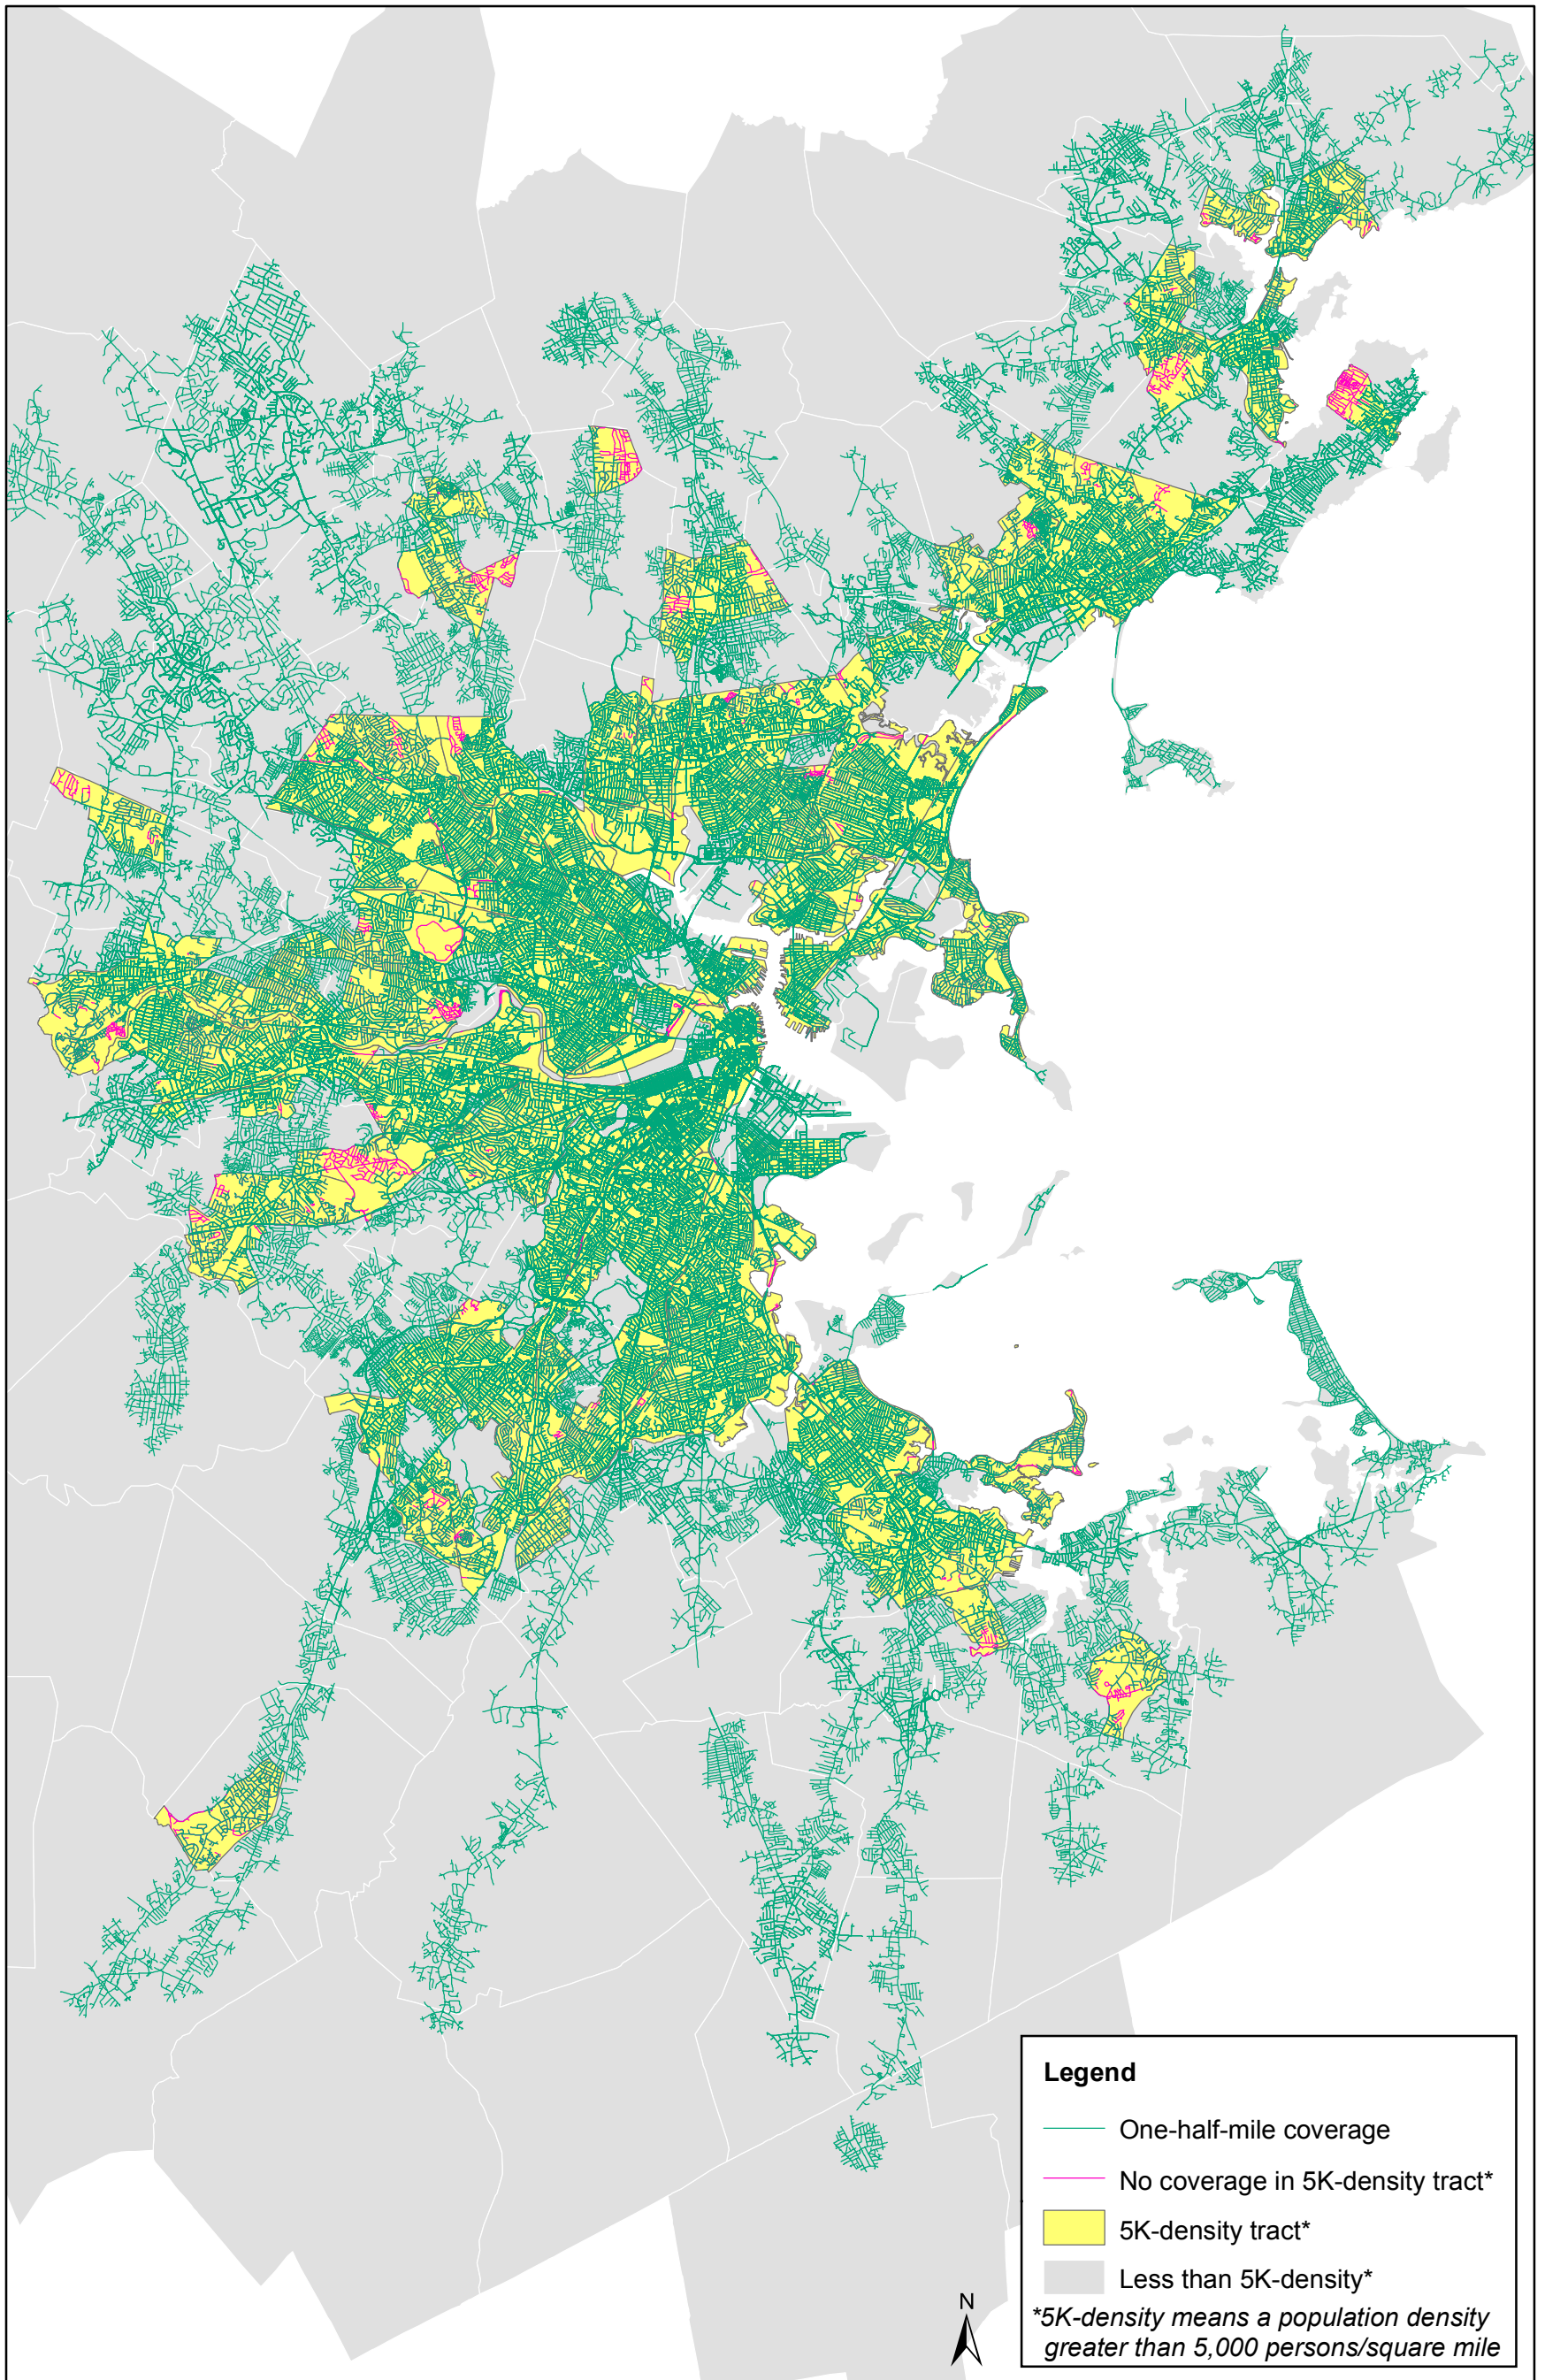 Legend
One-half-mile coverage
No coverage in 5K-density tract*
5K-density tract*
Less than 5K-density*
*5K-density means a population density
greater than 5,000 persons/square mile
N